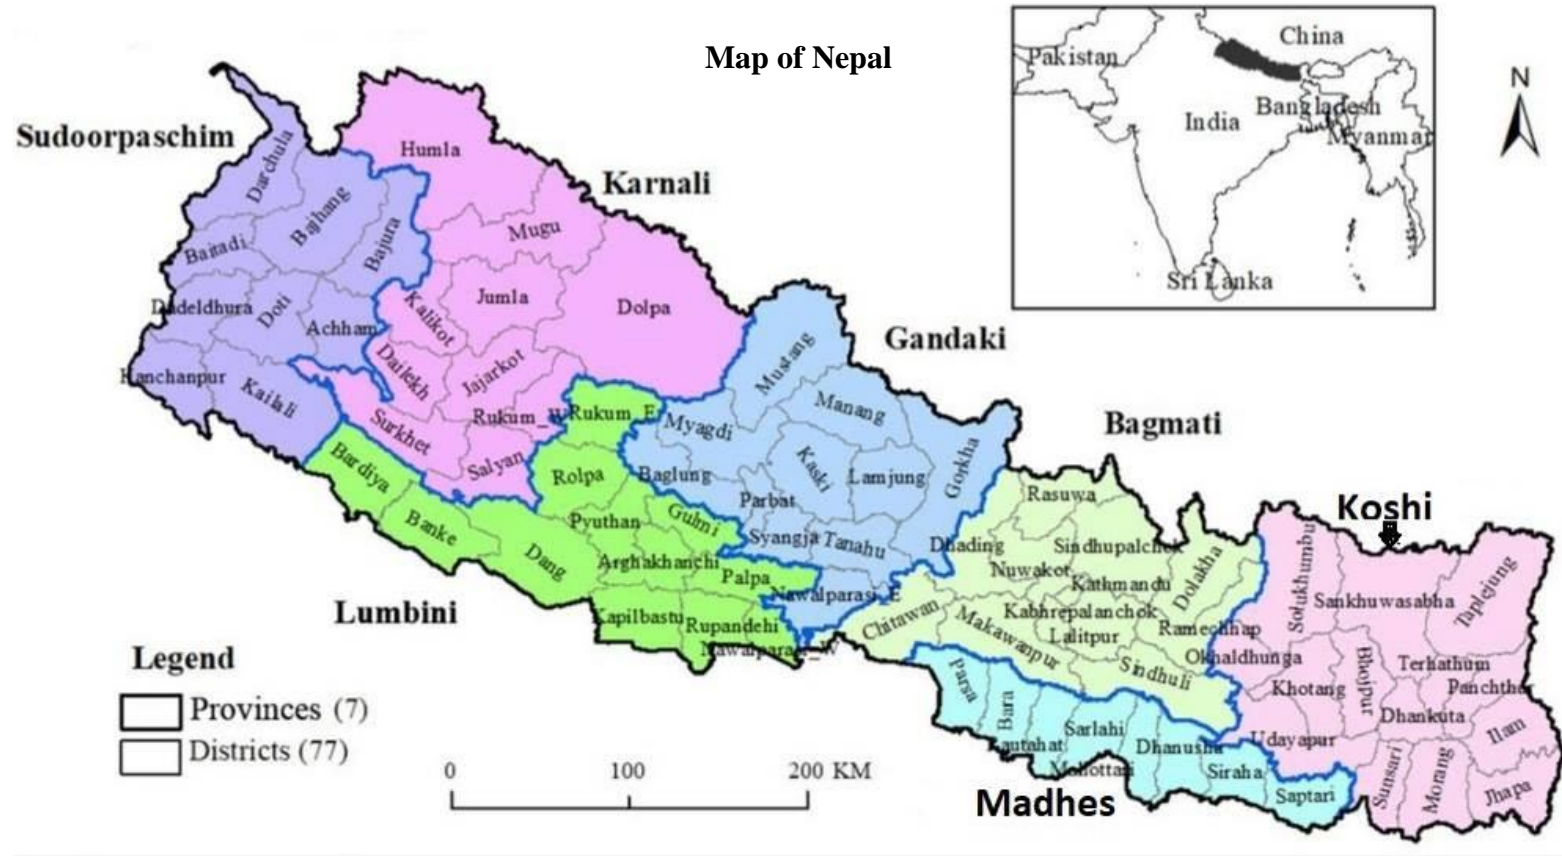 Map of Nepal
Pakistan
China
India
Bangladesh
Myanmar
Sri Lanka
N
Sudoorpaschim
Darchula
Bajhang
Bajura
Baitadi
Dadeldhura
Doti
Achham
Kanchanpur
Kailali
Karnali
Humla
Mugu
Jumla
Kalikot
Dolpa
Dailekh
Jajarkot
Rukum_W
Surkhet
Salyan
Gandaki
Mustang
Manang
Myagdi
Kaski
Lamjung
Gorkha
Baglung
Parbat
Syangja
Tanahu
Nawalparasi_E
Lumbini
Rukum_E
Rolpa
Bardiya
Banke
Dang
Pyuthan
Gulmi
Arghakhanchi
Palpa
Kapilbastu
Rupandehi
Nawalparasi_W
Bagmati
Rasuwa
Dhading
Sindhupalchok
Nuwakot
Kathmandu
Dolakha
Chitawan
Makawanpur
Kabhrepalanchok
Lalitpur
Ramechhap
Sindhuli
Koshi
Solukhumbu
Sankhuwasabha
Taplejung
Okhaldhunga
Khotang
Bhojpur
Terhathum
Panchther
Dhankuta
Ilam
Udayapur
Sunsari
Morang
Jhapa
Madhes
Parsa
Bara
Rautahat
Sarlahi
Mohottari
Dhanusha
Siraha
Saptari
Legend
Provinces (7)
Districts (77)
0 100 200 KM